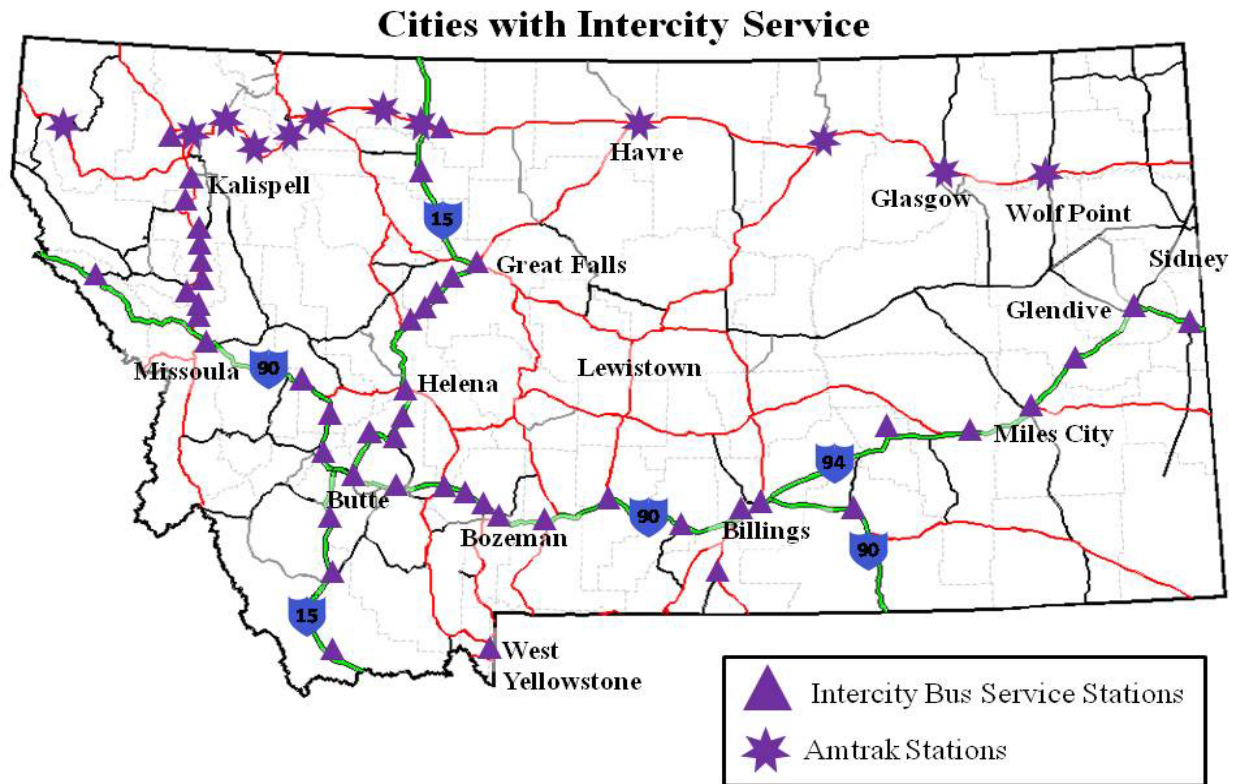 Cities with Intercity Service
Havre
Kalispell
Glasgow
Wolf Point
15
Great Falls
Sidney
Glendive
Missoula
90
Helena
Lewistown
Miles City
94
Butte
Bozeman
90
Billings
90
15
West
Yellowstone
Intercity Bus Service Stations
Amtrak Stations